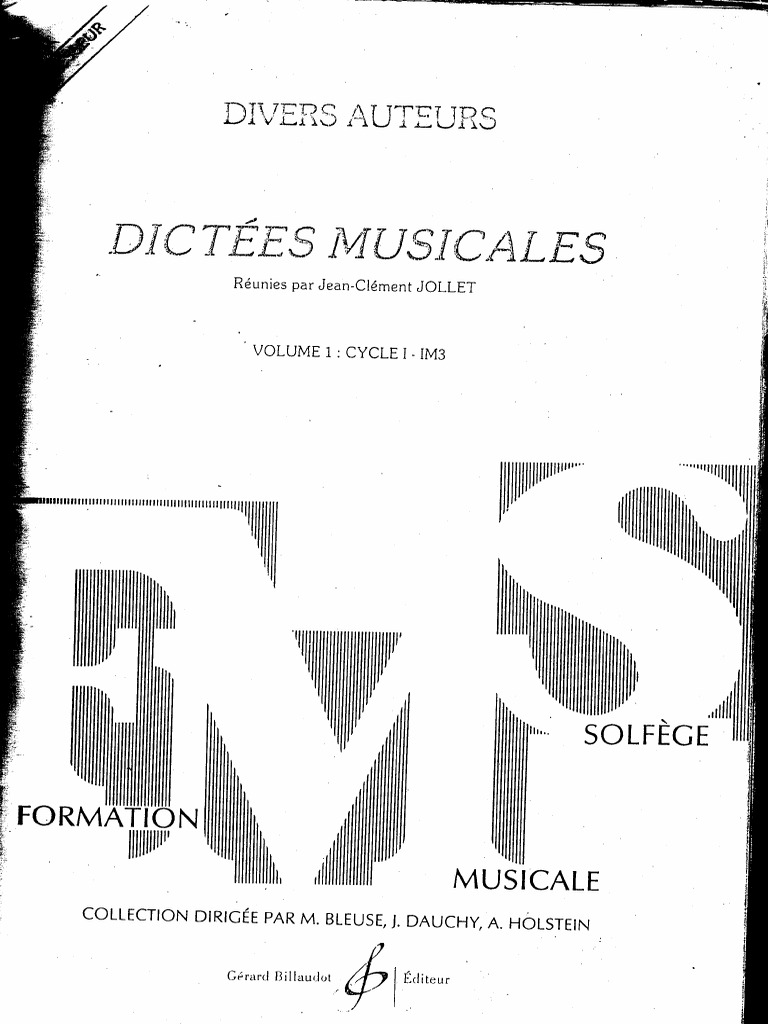 DIVERS AUTEURS
DICTÉES MUSICALES
Réunies par Jean-Clément JOLLET
VOLUME 1 : CYCLE I - IM3
FMS
SOLFÈGE
FORMATION
MUSICALE
COLLECTION DIRIGÉE PAR M. BLEUSE, J. DAUCHY, A. HOLSTEIN
Gérard Billaudot Éditeur